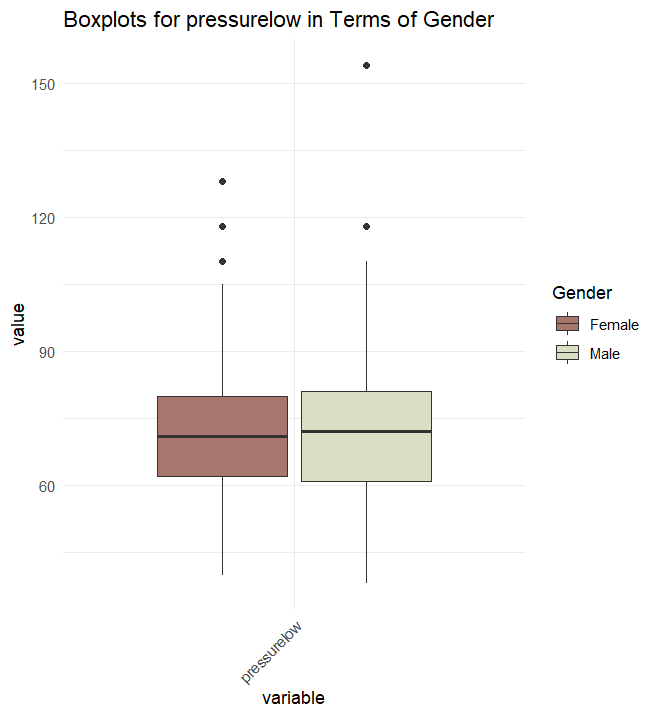 Boxplots for pressurelow in Terms of Gender
150
120
90
60
value
pressurelow
variable
Gender
Female
Male